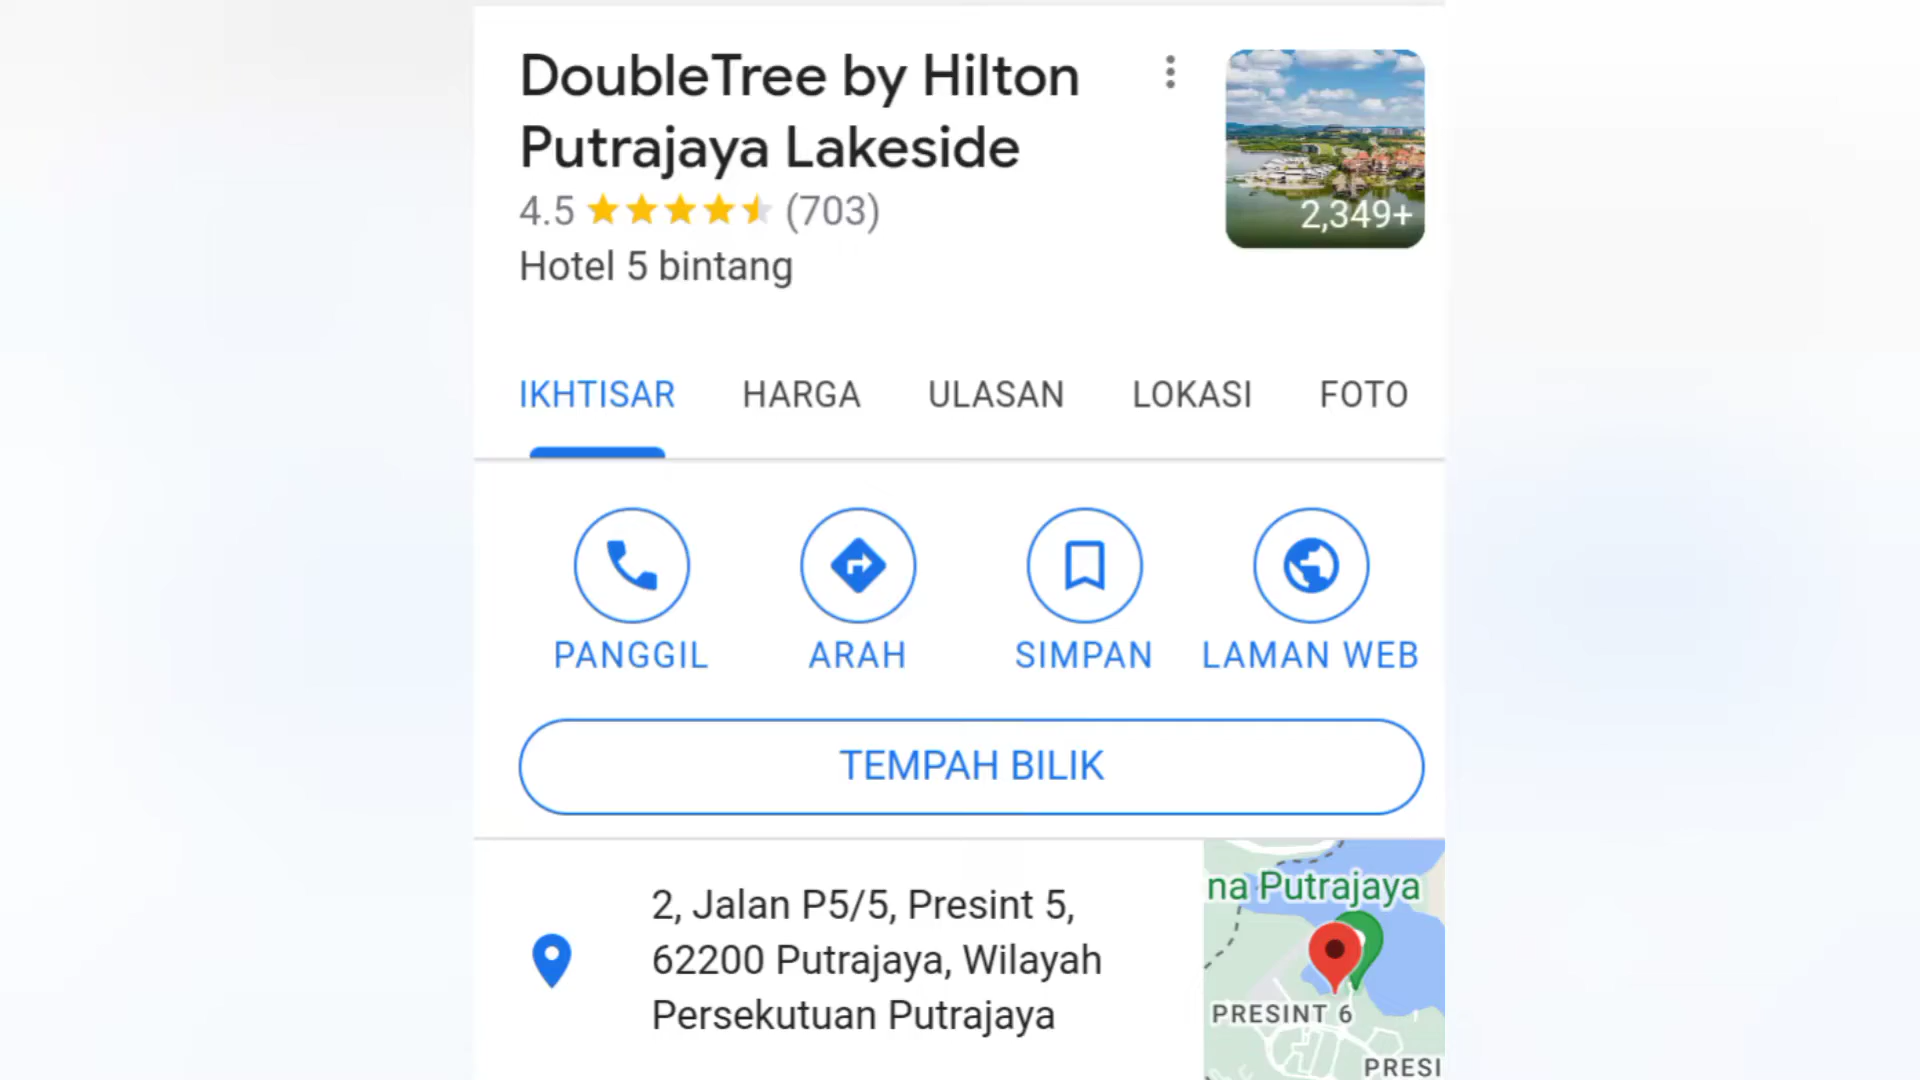 DoubleTree by Hilton
Putrajaya Lakeside
4.5 (703)
Hotel 5 bintang
2,349+
IKHTISAR HARGA ULASAN LOKASI FOTO
PANGGIL ARAH SIMPAN LAMAN WEB
TEMPAH BILIK
2, Jalan P5/5, Presint 5,
62200 Putrajaya, Wilayah
Persekutuan Putrajaya
na Putrajaya
PRESINT 6
PRESI